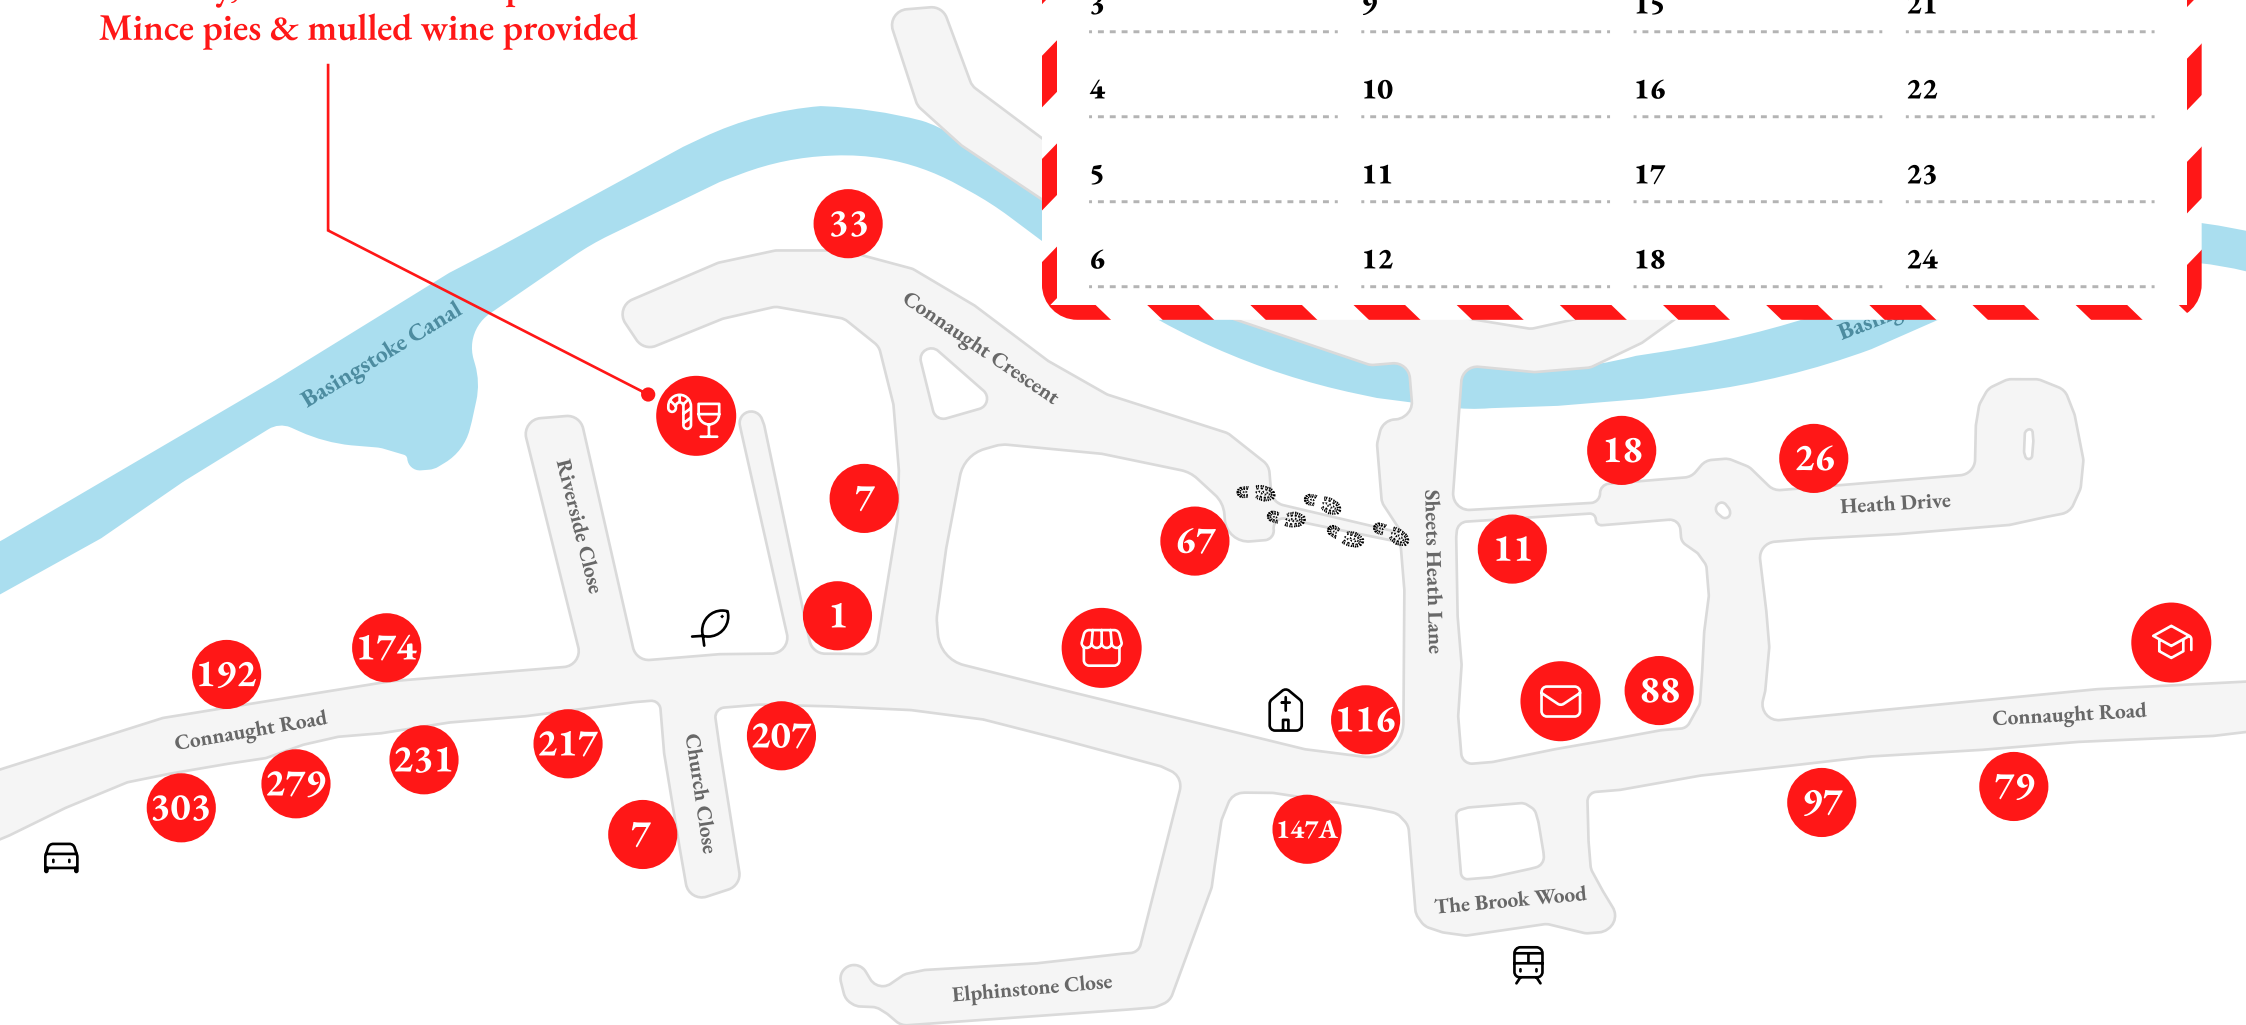 Mince pies & mulled wine provided
3
9
15
21
4
10
16
22
5
11
17
23
6
12
18
24
33
Connaught Crescent
Basingstoke Canal
18
26
Heath Drive
Riverside Close
7
67
Sheets Heath Lane
11
1
174
192
116
88
Connaught Road
Connaught Road
207
217
231
279
303
Church Close
7
147A
97
79
The Brook Wood
Elphinstone Close